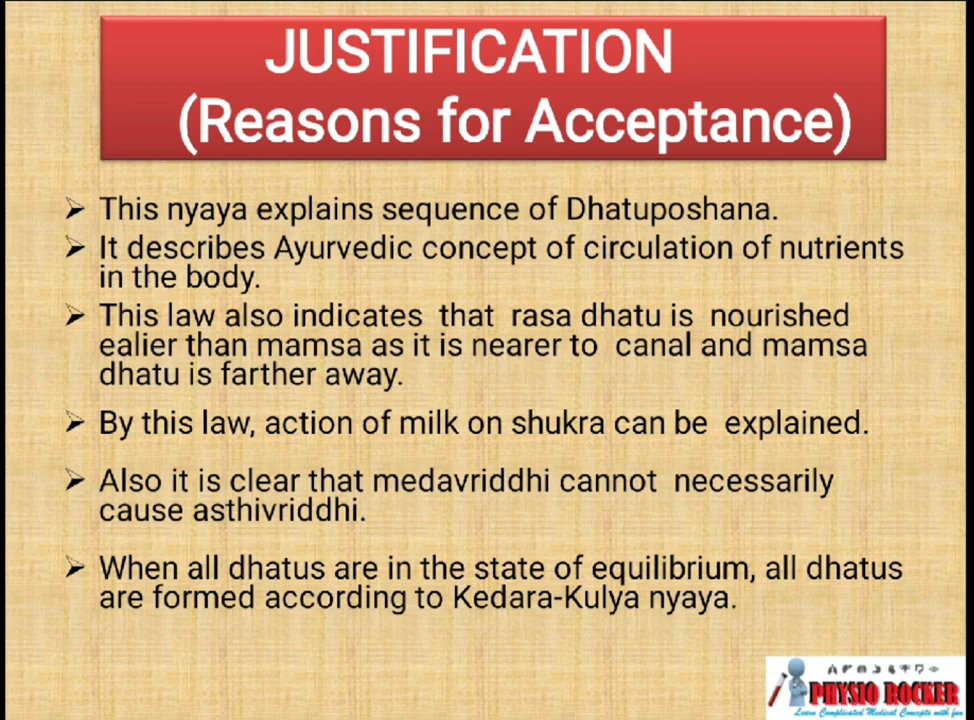 JUSTIFICATION
(Reasons for Acceptance)
➢ This nyaya explains sequence of Dhatuposhana.
➢ It describes Ayurvedic concept of circulation of nutrients
in the body.
➢ This law also indicates that rasa dhatu is nourished
ealier than mamsa as it is nearer to canal and mamsa
dhatu is farther away.
➢ By this law, action of milk on shukra can be explained.
➢ Also it is clear that medavriddhi cannot necessarily
cause asthivriddhi.
➢ When all dhatus are in the state of equilibrium, all dhatus
are formed according to Kedara-Kulya nyaya.
PHYSIO ROCKER
Learn Complicated Medical Concepts with fun